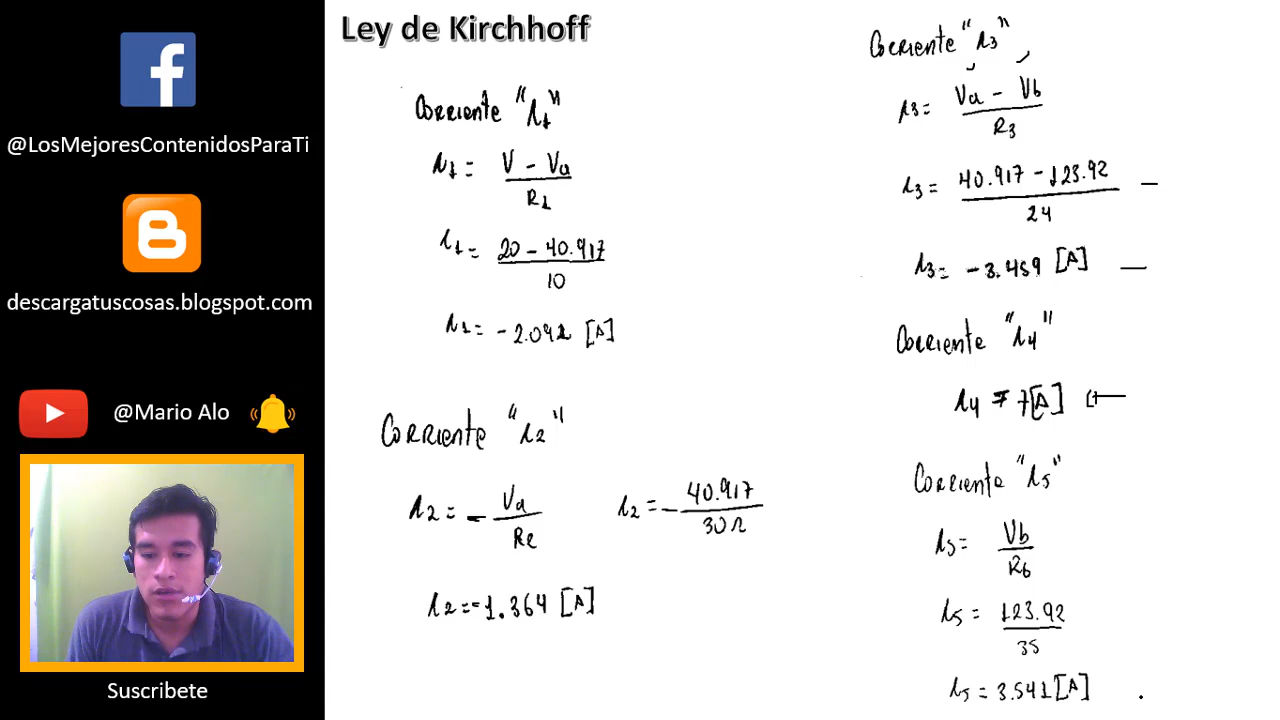 Ley de Kirchhoff
@LosMejoresContenidosParaTi
descargatuscosas.blogspot.com
@Mario Alo
Suscribete
Corriente "i1"
i1 = (V - Va) / R1
i1 = (20 - 40.917) / 10
i1 = -2.092 [A]
Corriente "i2"
i2 = - Va / Re
i2 = - 40.917 / 30Ω
i2 = -1.364 [A]
Corriente "i3"
i3 = (Va - Vb) / R3
i3 = (40.917 - 123.92) / 24
i3 = -3.459 [A]
Corriente "i4"
i4 = 7 [A]
Corriente "i5"
i5 = Vb / R6
i5 = 123.92 / 35
i5 = 3.541 [A]